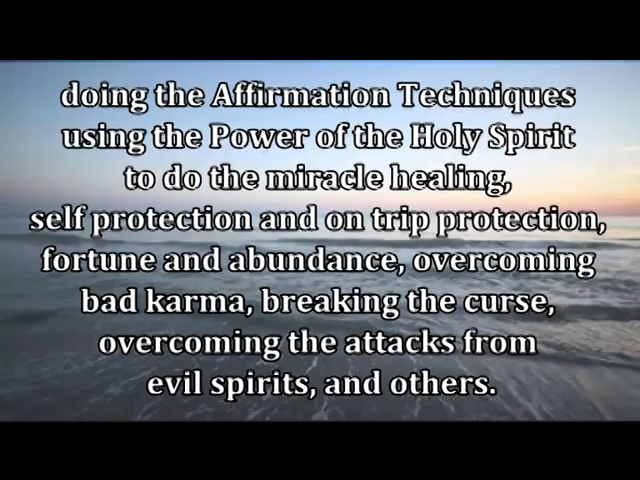 doing the Affirmation Techniques
using the Power of the Holy Spirit
to do the miracle healing,
self protection and on trip protection,
fortune and abundance, overcoming
bad karma, breaking the curse,
overcoming the attacks from
evil spirits, and others.